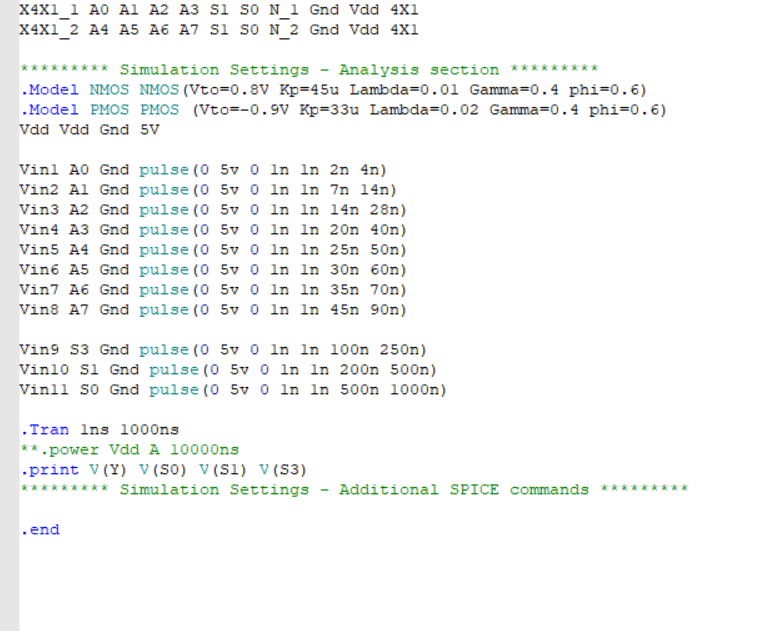 X4X1_1 A0 A1 A2 A3 S1 S0 N_1 Gnd Vdd 4X1
X4X1_2 A4 A5 A6 A7 S1 S0 N_2 Gnd Vdd 4X1
********* Simulation Settings - Analysis section *********
.Model NMOS NMOS(Vto=0.8V Kp=45u Lambda=0.01 Gamma=0.4 phi=0.6)
.Model PMOS PMOS (Vto=-0.9V Kp=33u Lambda=0.02 Gamma=0.4 phi=0.6)
Vdd Vdd Gnd 5V
Vin1 A0 Gnd pulse(0 5v 0 1n 1n 2n 4n)
Vin2 A1 Gnd pulse(0 5v 0 1n 1n 7n 14n)
Vin3 A2 Gnd pulse(0 5v 0 1n 1n 14n 28n)
Vin4 A3 Gnd pulse(0 5v 0 1n 1n 20n 40n)
Vin5 A4 Gnd pulse(0 5v 0 1n 1n 25n 50n)
Vin6 A5 Gnd pulse(0 5v 0 1n 1n 30n 60n)
Vin7 A6 Gnd pulse(0 5v 0 1n 1n 35n 70n)
Vin8 A7 Gnd pulse(0 5v 0 1n 1n 45n 90n)
Vin9 S3 Gnd pulse(0 5v 0 1n 1n 100n 250n)
Vin10 S1 Gnd pulse(0 5v 0 1n 1n 200n 500n)
Vin11 S0 Gnd pulse(0 5v 0 1n 1n 500n 1000n)
.Tran 1ns 1000ns
**.power Vdd A 10000ns
.print V(Y) V(S0) V(S1) V(S3)
********* Simulation Settings - Additional SPICE commands *********
.end